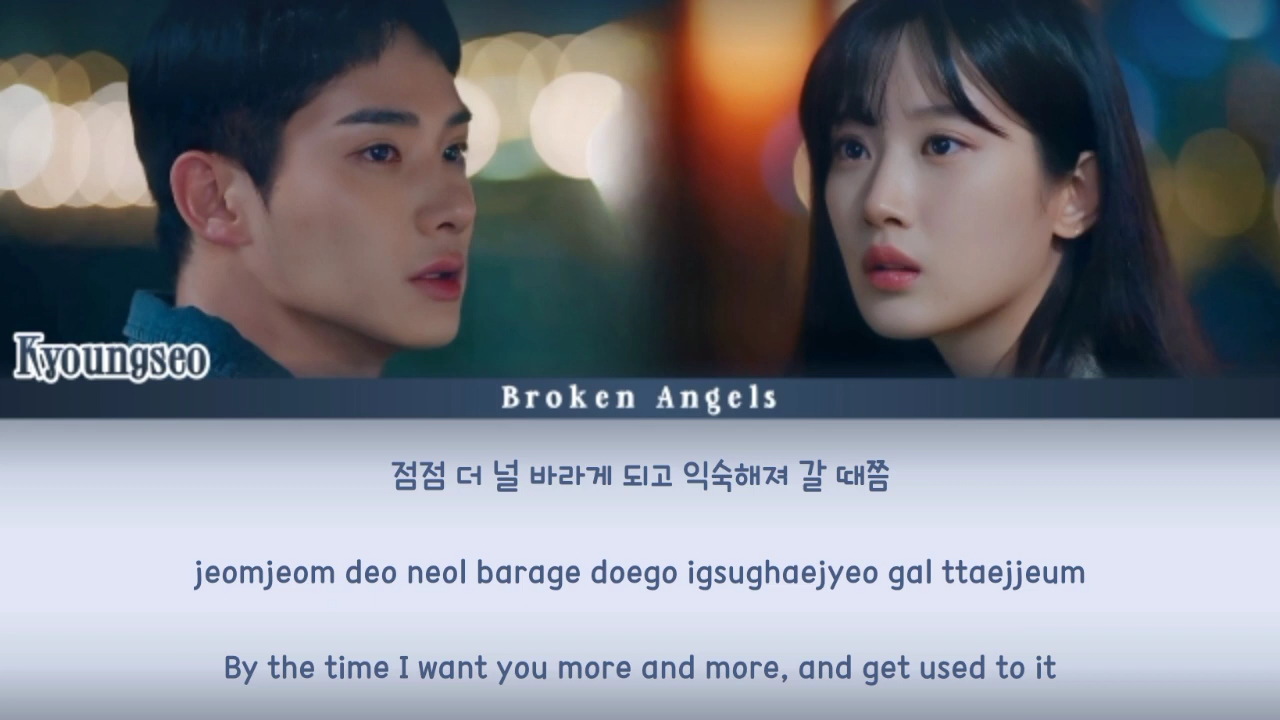 Kyoungseo
Broken Angels
점점 더 널 바라게 되고 익숙해져 갈 때쯤
jeomjeom deo neol barage doego igsughaejyeo gal ttaejjeum
By the time I want you more and more, and get used to it